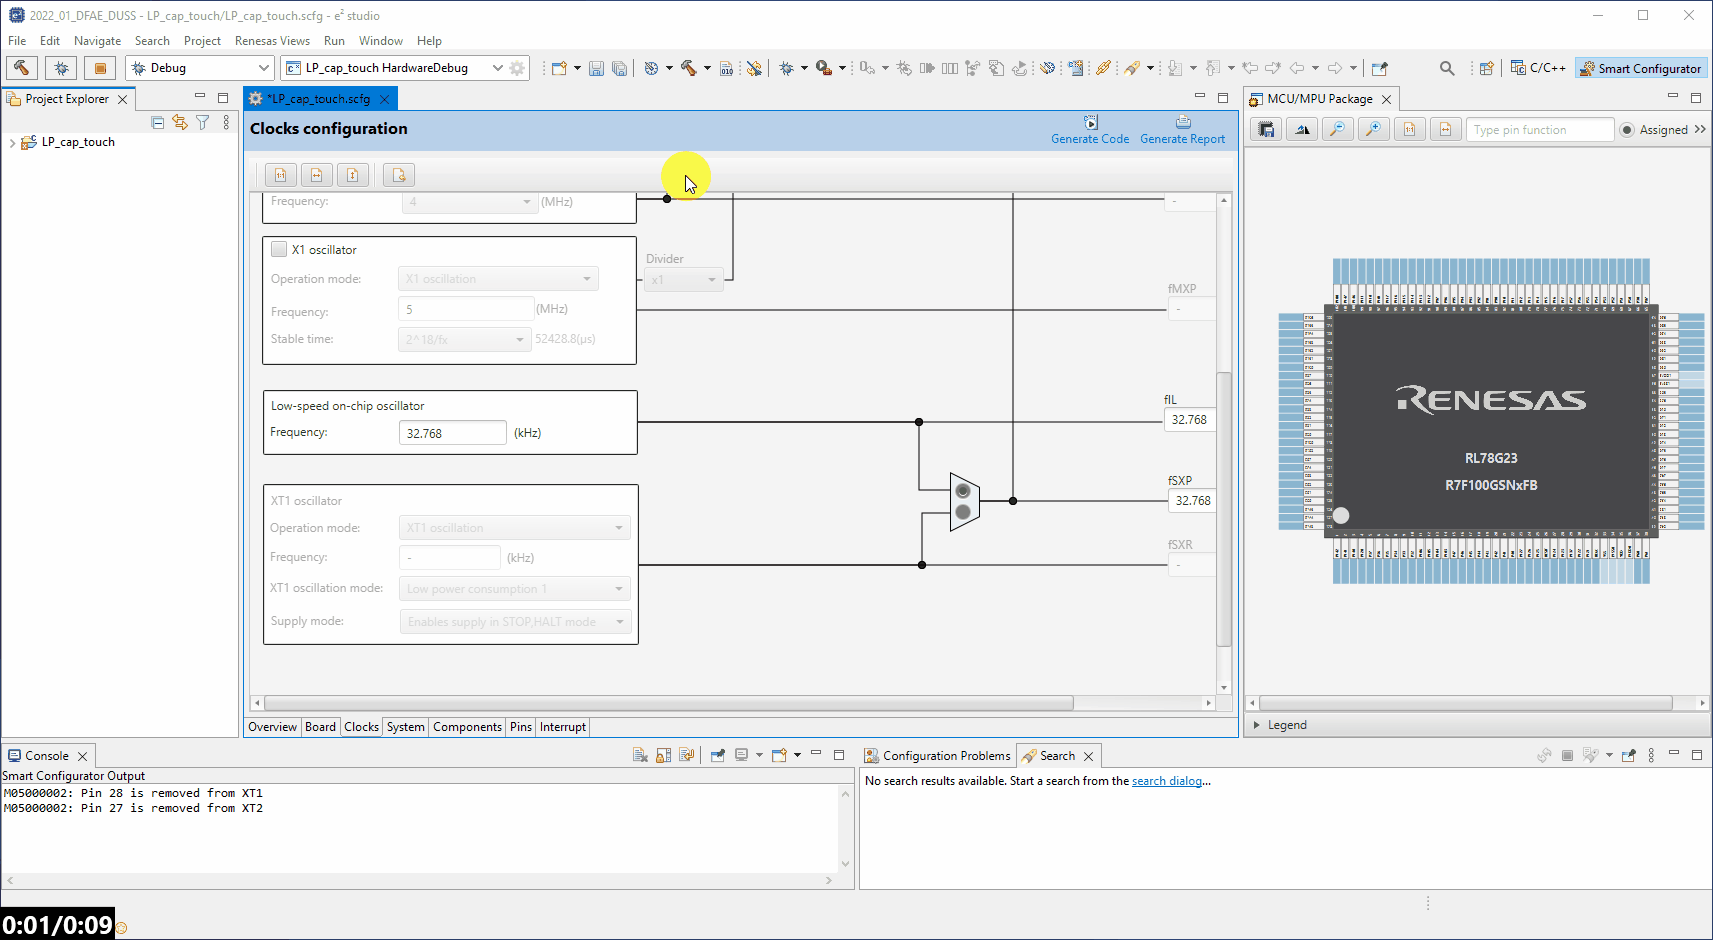 2022_01_DFAE_DUSS - LP_cap_touch/LP_cap_touch.scfg - e² studio
File Edit Navigate Search Project Renesas Views Run Window Help
Debug
LP_cap_touch HardwareDebug
C/C++
Smart Configurator
Project Explorer
LP_cap_touch
*LP_cap_touch.scfg
Clocks configuration
Generate Code
Generate Report
Frequency: 4 (MHz)
-
X1 oscillator
Operation mode: X1 oscillation
Frequency: 5 (MHz)
Stable time: 2^18/fx 52428.8(μs)
Divider
x1
fMXP
-
Low-speed on-chip oscillator
Frequency: 32.768 (kHz)
fIL
32.768
fSXP
32.768
XT1 oscillator
Operation mode: XT1 oscillation
Frequency: - (kHz)
XT1 oscillation mode: Low power consumption 1
Supply mode: Enables supply in STOP,HALT mode
fSXR
-
Overview Board Clocks System Components Pins Interrupt
MCU/MPU Package
Type pin function
Assigned
RENESAS
RL78G23
R7F100GSNxFB
Legend
Console
Smart Configurator Output
M05000002: Pin 28 is removed from XT1
M05000002: Pin 27 is removed from XT2
Configuration Problems
Search
No search results available. Start a search from the search dialog...
0:01/0:09